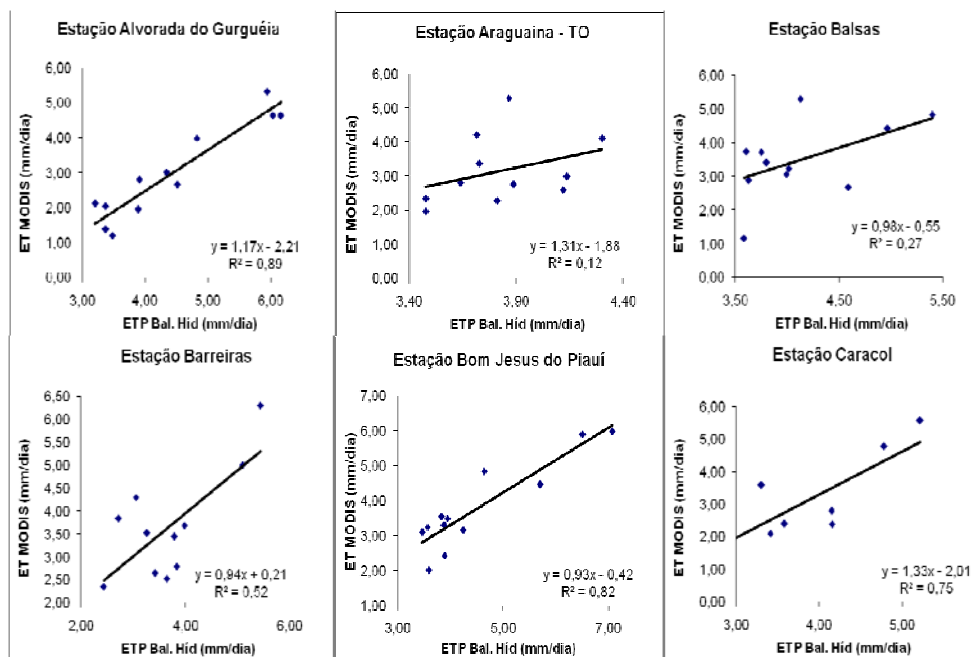 Estação Alvorada do Gurguéia
6,00
5,00
4,00
3,00
2,00
1,00
0,00
ET MODIS (mm/dia)
y = 1,17x - 2,21
R² = 0,89
3,00 4,00 5,00 6,00
ETP Bal. Híd (mm/dia)
Estação Araguaina - TO
6,00
5,00
4,00
3,00
2,00
1,00
0,00
ET MODIS (mm/dia)
y = 1,31x - 1,88
R² = 0,12
3,40 3,90 4,40
ETP Bal. Híd (mm/dia)
Estação Balsas
6,00
5,00
4,00
3,00
2,00
1,00
0,00
ET MODIS (mm/dia)
y = 0,98x - 0,55
R² = 0,27
3,50 4,50 5,50
ETP Bal. Híd (mm/dia)
Estação Barreiras
6,50
6,00
5,50
5,00
4,50
4,00
3,50
3,00
2,50
2,00
ET MODIS (mm/dia)
y = 0,94x + 0,21
R² = 0,52
2,00 4,00 6,00
ETP Bal. Híd (mm/dia)
Estação Bom Jesus do Piauí
7,00
6,00
5,00
4,00
3,00
2,00
1,00
ET MODIS (mm/dia)
y = 0,93x - 0,42
R² = 0,82
3,00 5,00 7,00
ETP Bal. Híd (mm/dia)
Estação Caracol
6,00
5,00
4,00
3,00
2,00
1,00
0,00
ET MODIS (mm/dia)
y = 1,33x - 2,01
R² = 0,75
3,00 4,00 5,00
ETP Bal. Híd (mm/dia)